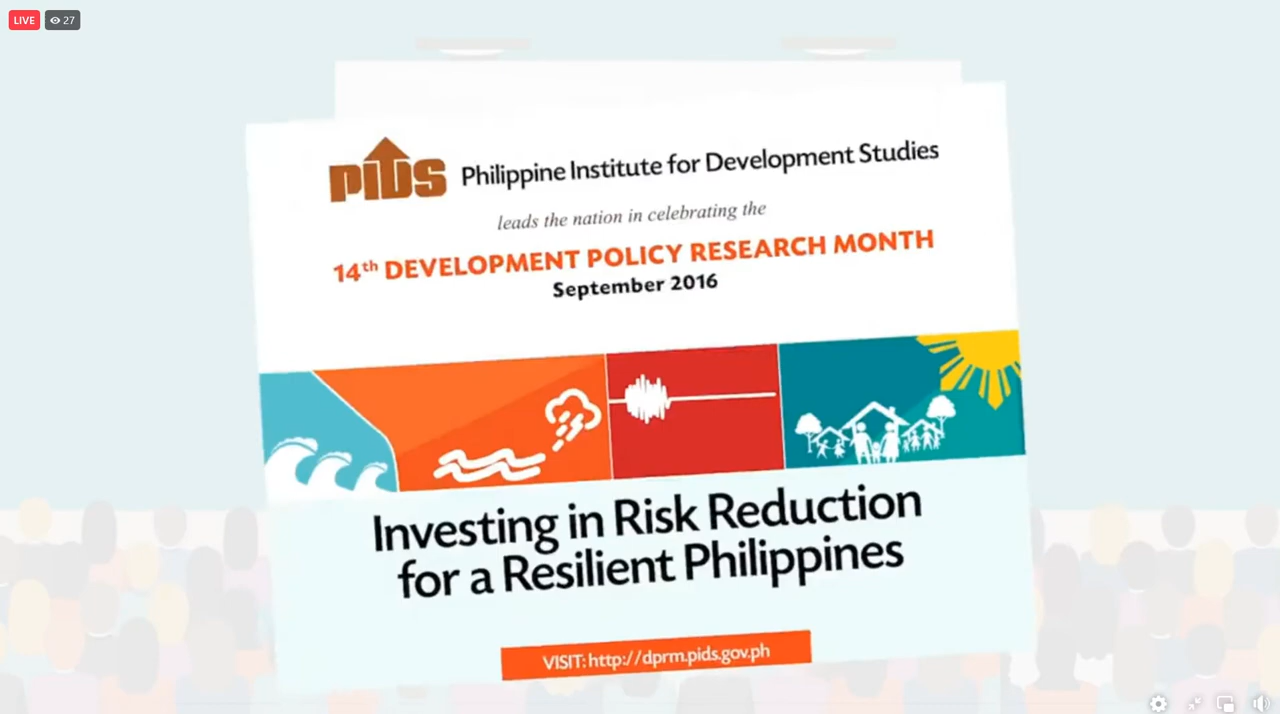 LIVE 27
PIDS Philippine Institute for Development Studies
leads the nation in celebrating the
14th DEVELOPMENT POLICY RESEARCH MONTH
September 2016
Investing in Risk Reduction
for a Resilient Philippines
VISIT: http://dprm.pids.gov.ph